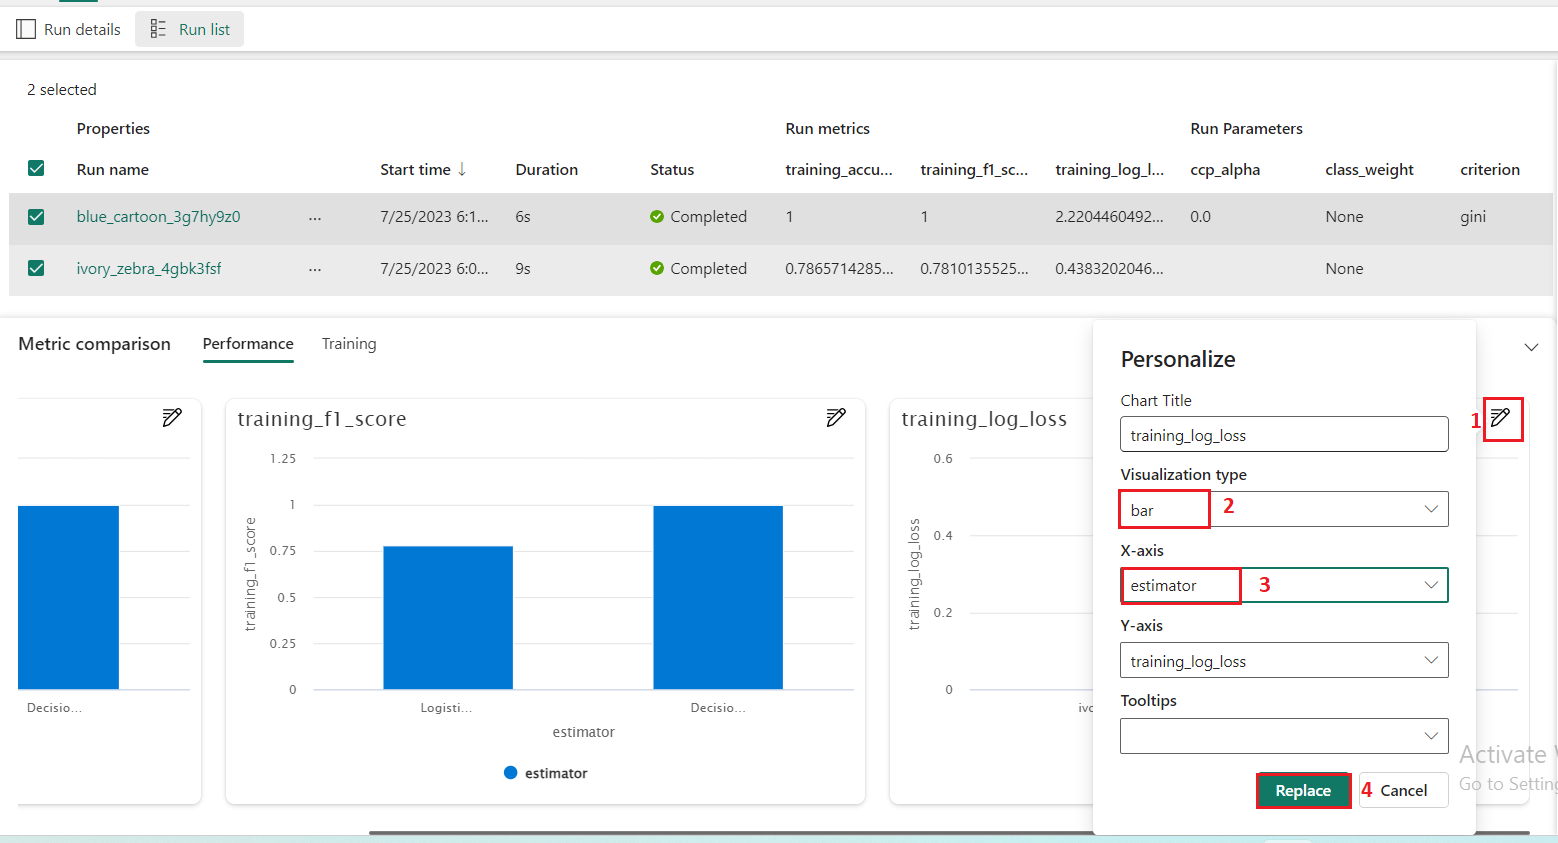 Run details
Run list
2 selected
Properties
Run metrics
Run Parameters
Run name
Start time ↓
Duration
Status
training_accu...
training_f1_sc...
training_log_l...
ccp_alpha
class_weight
criterion
blue_cartoon_3g7hy9z0
...
7/25/2023 6:1...
6s
Completed
1
1
2.2204460492...
0.0
None
gini
ivory_zebra_4gbk3fsf
...
7/25/2023 6:0...
9s
Completed
0.7865714285...
0.7810135525...
0.4383202046...
None
Metric comparison
Performance
Training
Decisio...
training_f1_score
1.25
1
0.75
0.5
0.25
0
training_f1_score
Logisti...
Decisio...
estimator
estimator
training_log_loss
0.6
0.4
0.2
0
training_log_loss
ivo
1
Personalize
Chart Title
training_log_loss
Visualization type
bar
2
X-axis
estimator
3
Y-axis
training_log_loss
Tooltips
Replace
4
Cancel
Activate W
Go to Setting